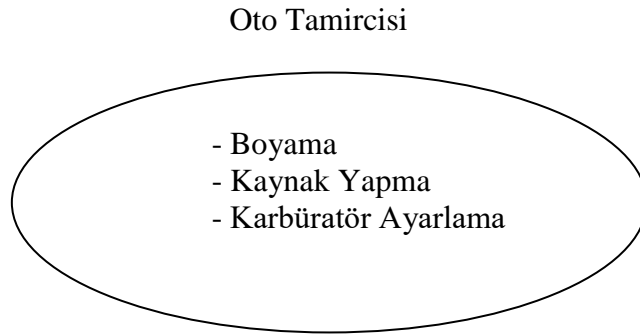 Oto Tamircisi
- Boyama
- Kaynak Yapma
- Karbüratör Ayarlama